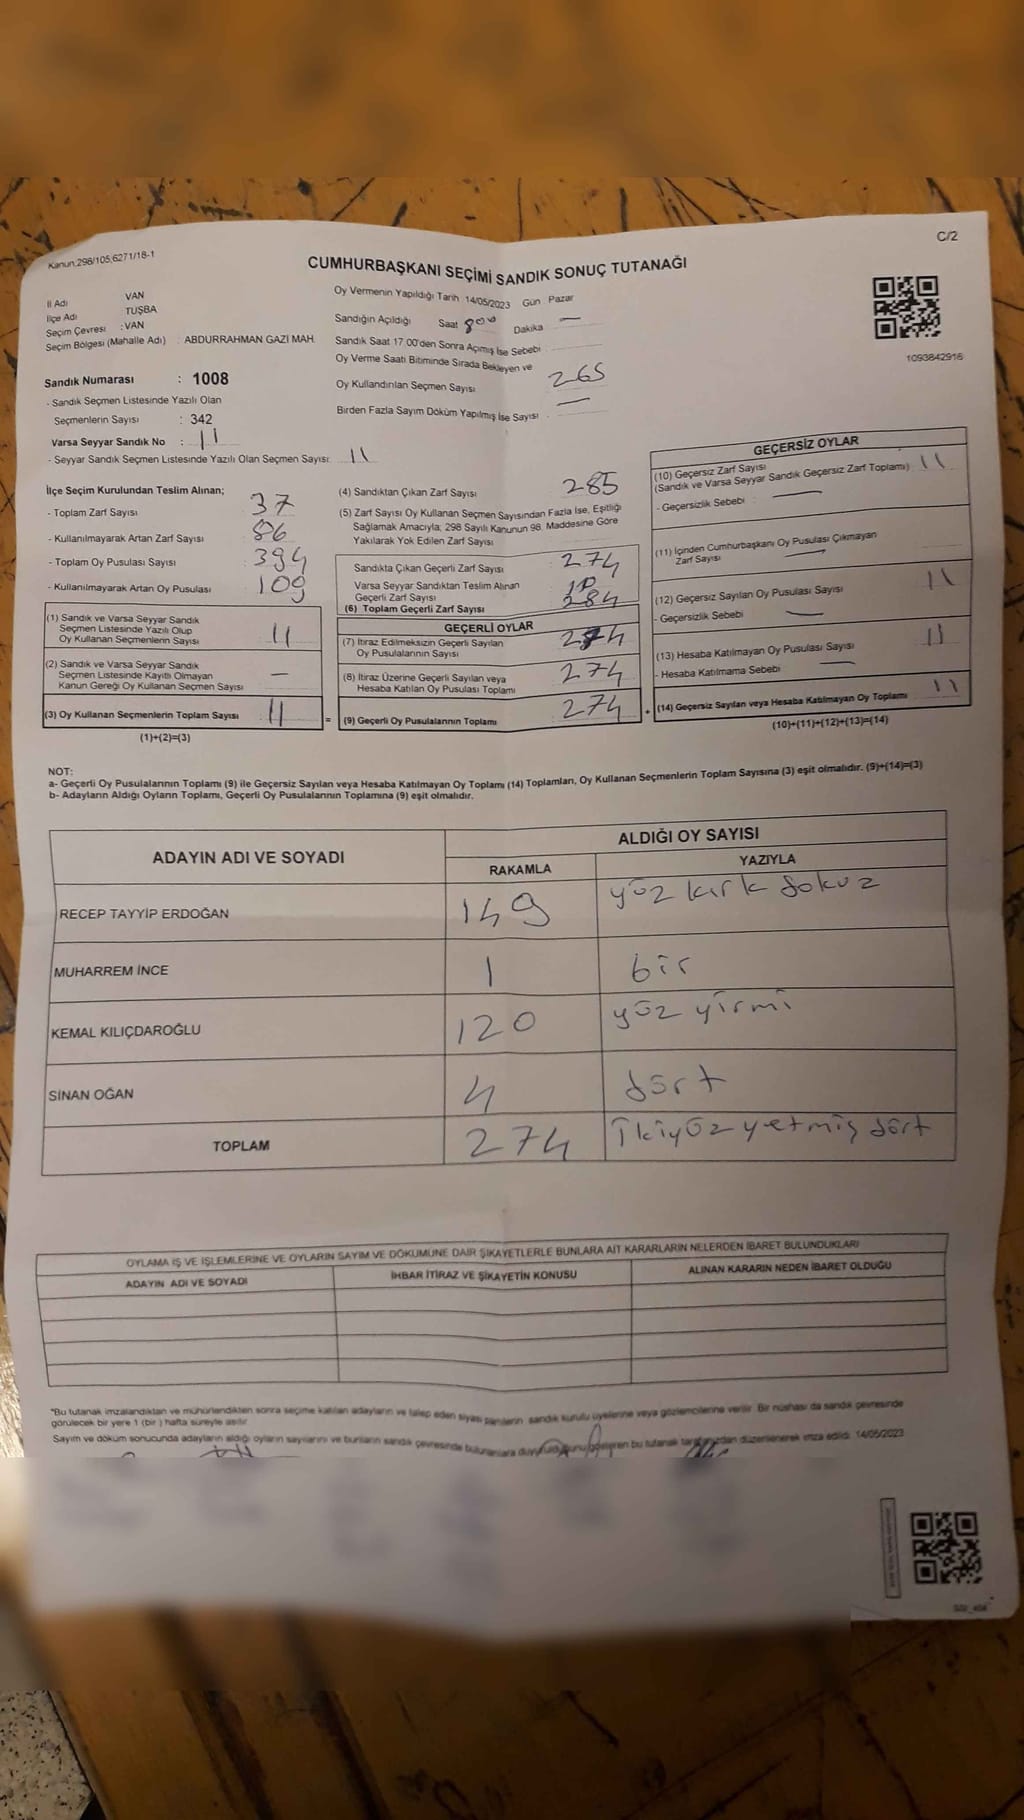 Kanun:298/105,6271/18-1
C/2
CUMHURBAŞKANI SEÇİMİ SANDIK SONUÇ TUTANAĞI
İl Adı VAN
İlçe Adı TUŞBA
Seçim Çevresi : VAN
Seçim Bölgesi (Mahalle Adı) : ABDURRAHMAN GAZİ MAH.
Sandık Numarası : 1008
- Sandık Seçmen Listesinde Yazılı Olan
Seçmenlerin Sayısı : 342
Varsa Seyyar Sandık No : 11
- Seyyar Sandık Seçmen Listesinde Yazılı Olan Seçmen Sayısı: 11
Oy Vermenin Yapıldığı Tarih 14/05/2023 Gün Pazar
Sandığın Açıldığı Saat 8 Dakika —
Sandık Saat 17.00'den Sonra Açılmış İse Sebebi
Oy Verme Saati Bitiminde Sırada Bekleyen ve
Oy Kullandırılan Seçmen Sayısı 265
Birden Fazla Sayım Döküm Yapılmış İse Sayısı —
1093842916
İlçe Seçim Kurulundan Teslim Alınan;
- Toplam Zarf Sayısı 37
- Kullanılmayarak Artan Zarf Sayısı 86
- Toplam Oy Pusulası Sayısı 394
- Kullanılmayarak Artan Oy Pusulası 109
(1) Sandık ve Varsa Seyyar Sandık
Seçmen Listesinde Yazılı Olup
Oy Kullanan Seçmenlerin Sayısı 11
(2) Sandık ve Varsa Seyyar Sandık
Seçmen Listesinde Kayıtlı Olmayan
Kanun Gereği Oy Kullanan Seçmen Sayısı —
(3) Oy Kullanan Seçmenlerin Toplam Sayısı 11 =
(1)+(2)=(3)
(4) Sandıktan Çıkan Zarf Sayısı 285
(5) Zarf Sayısı Oy Kullanan Seçmen Sayısından Fazla İse, Eşitliği
Sağlamak Amacıyla; 298 Sayılı Kanunun 98. Maddesine Göre
Yakılarak Yok Edilen Zarf Sayısı
Sandıkta Çıkan Geçerli Zarf Sayısı 274
Varsa Seyyar Sandıktan Teslim Alınan
Geçerli Zarf Sayısı 10
(6) Toplam Geçerli Zarf Sayısı 284
GEÇERLİ OYLAR
(7) İtiraz Edilmeksizin Geçerli Sayılan
Oy Pusulalarının Sayısı 274
(8) İtiraz Üzerine Geçerli Sayılan veya
Hesaba Katılan Oy Pusulası Toplamı 274
(9) Geçerli Oy Pusulalarının Toplamı 274 +
GEÇERSİZ OYLAR
(10) Geçersiz Zarf Sayısı
(Sandık ve Varsa Seyyar Sandık Geçersiz Zarf Toplamı) 11
- Geçersizlik Sebebi : —
(11) İçinden Cumhurbaşkanı Oy Pusulası Çıkmayan
Zarf Sayısı —
(12) Geçersiz Sayılan Oy Pusulası Sayısı 11
- Geçersizlik Sebebi : —
(13) Hesaba Katılmayan Oy Pusulası Sayısı 11
- Hesaba Katılmama Sebebi : —
(14) Geçersiz Sayılan veya Hesaba Katılmayan Oy Toplamı 11
(10)+(11)+(12)+(13)=(14)
NOT:
a- Geçerli Oy Pusulalarının Toplamı (9) ile Geçersiz Sayılan veya Hesaba Katılmayan Oy Toplamı (14) Toplamları, Oy Kullanan Seçmenlerin Toplam Sayısına (3) eşit olmalıdır. (9)+(14)=(3)
b- Adayların Aldığı Oyların Toplamı, Geçerli Oy Pusulalarının Toplamına (9) eşit olmalıdır.
ADAYIN ADI VE SOYADI
ALDIĞI OY SAYISI
RAKAMLA YAZIYLA
RECEP TAYYİP ERDOĞAN 149 yüz kırk dokuz
MUHARREM İNCE 1 bir
KEMAL KILIÇDAROĞLU 120 yüz yirmi
SİNAN OĞAN 4 dört
TOPLAM 274 ikiyüz yetmiş dört
OYLAMA İŞ VE İŞLEMLERİNE VE OYLARIN SAYIM VE DÖKÜMÜNE DAİR ŞİKAYETLERLE BUNLARA AİT KARARLARIN NELERDEN İBARET BULUNDUKLARI
ADAYIN ADI VE SOYADI İHBAR İTİRAZ VE ŞİKAYETİN KONUSU ALINAN KARARIN NEDEN İBARET OLDUĞU
"Bu tutanak imzalandıktan ve mühürlendikten sonra seçime katılan adayların ve talep eden siyasi partilerin sandık kurulu üyelerine veya gözlemcilerine verilir. Bir nüshası da sandık çevresinde
görülecek bir yere 1 (bir ) hafta süreyle asılır.
Sayım ve döküm sonucunda adayların aldığı oyların sayılarını ve bunların sandık çevresinde bulunanlara duyurulduğunu gösteren bu tutanak tarafımızdan düzenlenerek imza edildi. 14/05/2023